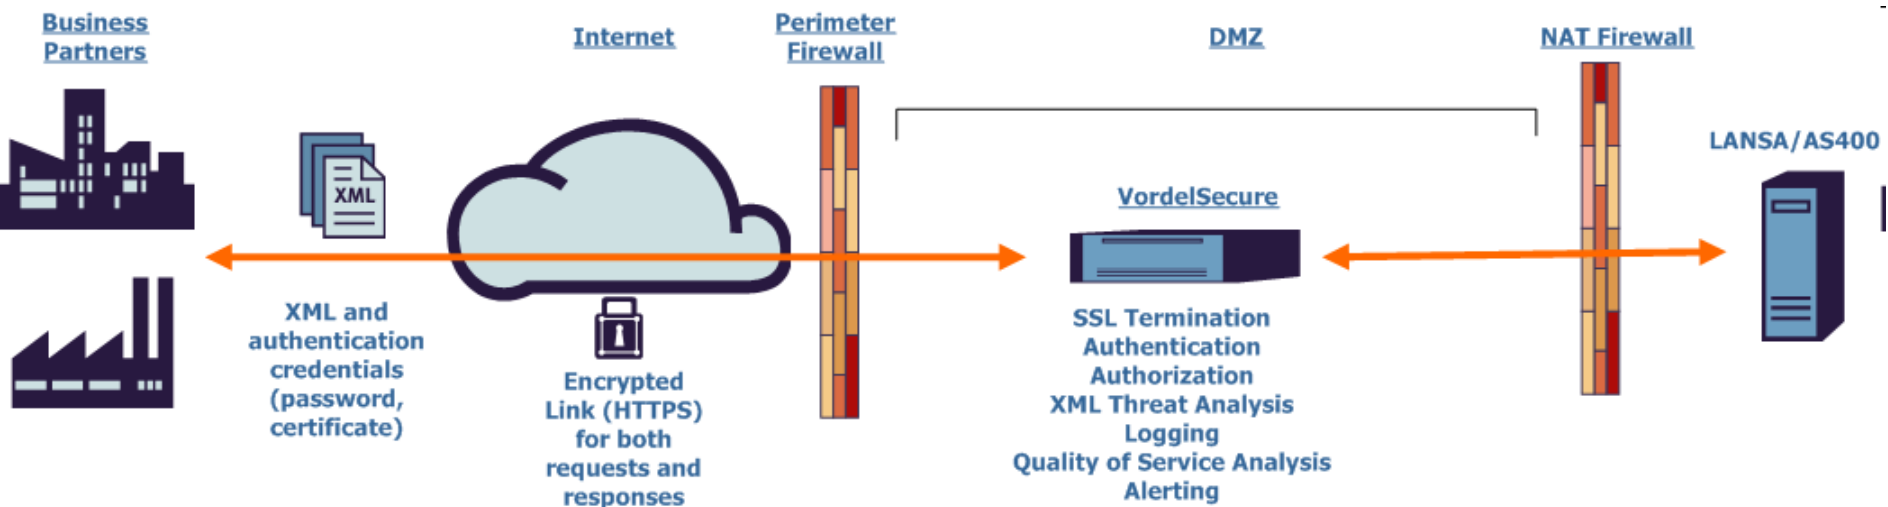 Business
Partners
Internet
Perimeter
Firewall
DMZ
NAT Firewall
LANSA/AS400
XML
VordelSecure
XML and
authentication
credentials
(password,
certificate)
Encrypted
Link (HTTPS)
for both
requests and
responses
SSL Termination
Authentication
Authorization
XML Threat Analysis
Logging
Quality of Service Analysis
Alerting